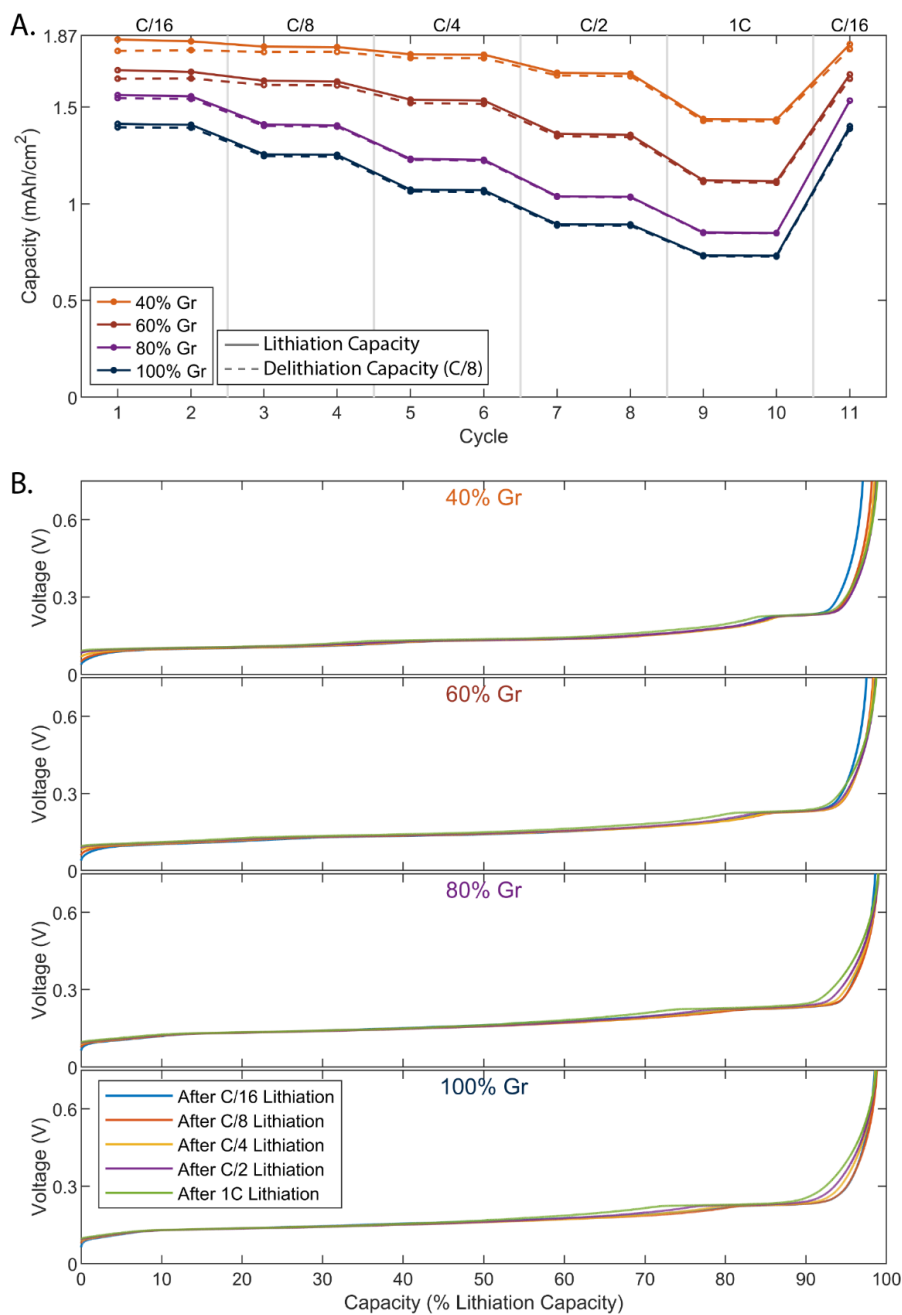 A.
C/16 C/8 C/4 C/2 1C C/16
1.87
1.5
1
0.5
0
Capacity (mAh/cm²)
40% Gr
60% Gr
80% Gr
100% Gr
Lithiation Capacity
Delithiation Capacity (C/8)
1 2 3 4 5 6 7 8 9 10 11
Cycle
B.
40% Gr
0.6
0.3
0
Voltage (V)
60% Gr
0.6
0.3
0
Voltage (V)
80% Gr
0.6
0.3
0
Voltage (V)
100% Gr
0.6
0.3
0
Voltage (V)
After C/16 Lithiation
After C/8 Lithiation
After C/4 Lithiation
After C/2 Lithiation
After 1C Lithiation
0 10 20 30 40 50 60 70 80 90 100
Capacity (% Lithiation Capacity)